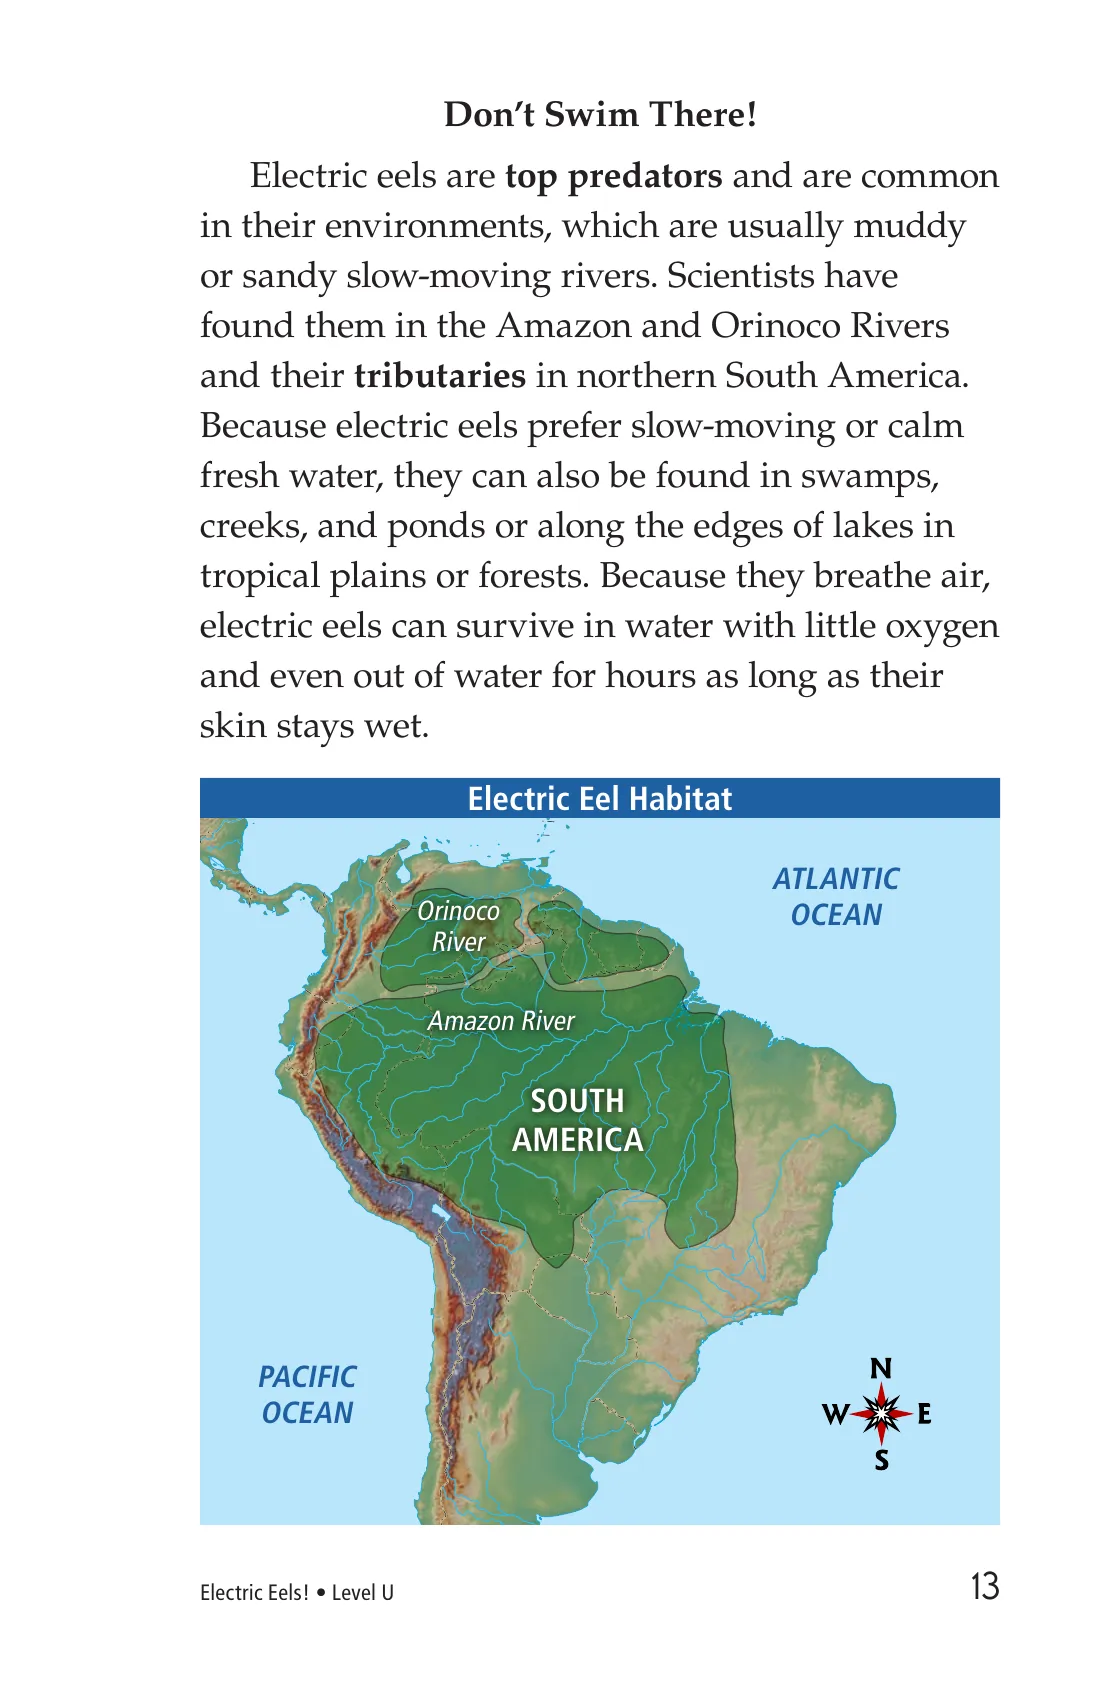 Don’t Swim There!
Electric eels are top predators and are common
in their environments, which are usually muddy
or sandy slow-moving rivers. Scientists have
found them in the Amazon and Orinoco Rivers
and their tributaries in northern South America.
Because electric eels prefer slow-moving or calm
fresh water, they can also be found in swamps,
creeks, and ponds or along the edges of lakes in
tropical plains or forests. Because they breathe air,
electric eels can survive in water with little oxygen
and even out of water for hours as long as their
skin stays wet.
Electric Eel Habitat
ATLANTIC
OCEAN
Orinoco
River
Amazon River
SOUTH
AMERICA
PACIFIC
OCEAN
N
W E
S
Electric Eels! • Level U
13